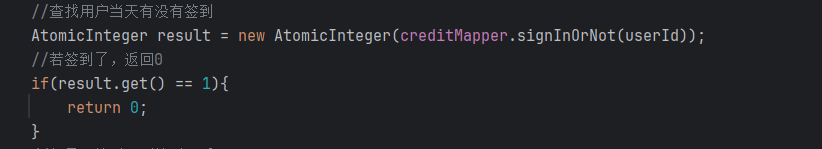 //查找用户当天有没有签到
AtomicInteger result = new AtomicInteger(creditMapper.signInOrNot(userId));
//若签到了，返回0
if(result.get() == 1){
return 0;
}